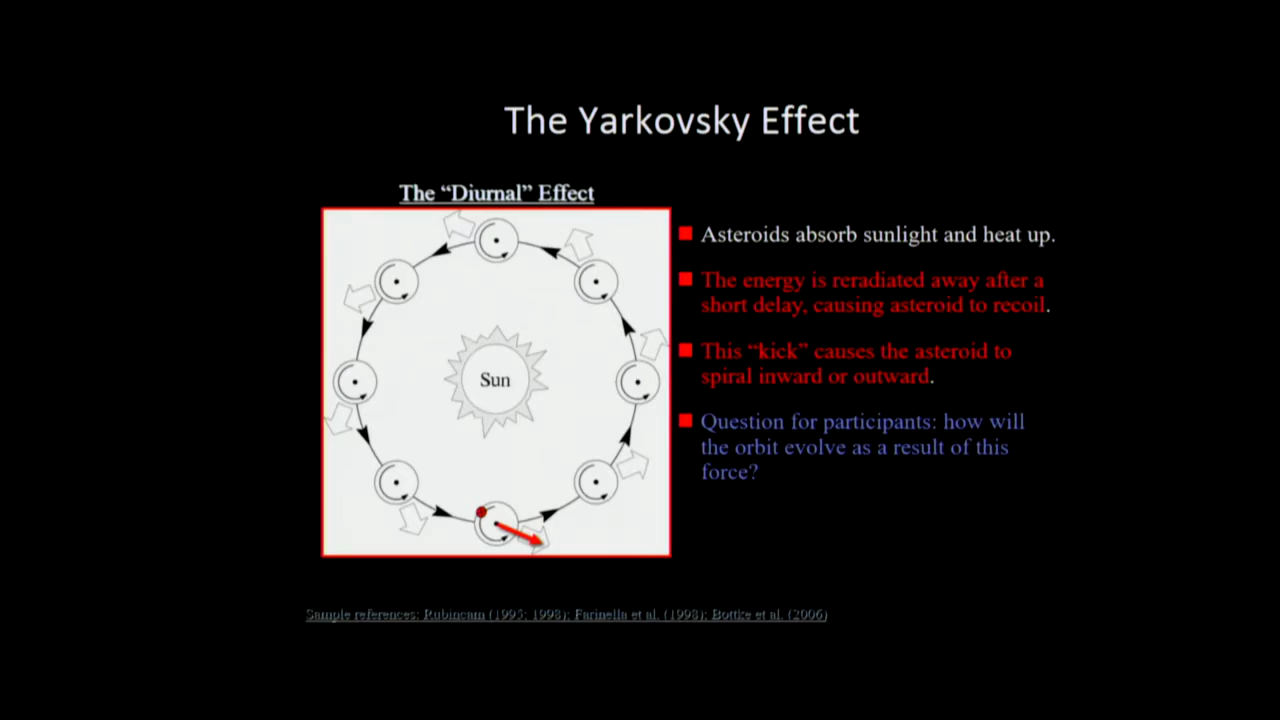 The Yarkovsky Effect
The “Diurnal” Effect
Sun
Asteroids absorb sunlight and heat up.
The energy is reradiated away after a
short delay, causing asteroid to recoil.
This “kick” causes the asteroid to
spiral inward or outward.
Question for participants: how will
the orbit evolve as a result of this
force?
Sample references: Rubincam (1995; 1998); Farinella et al. (1998); Bottke et al. (2006)